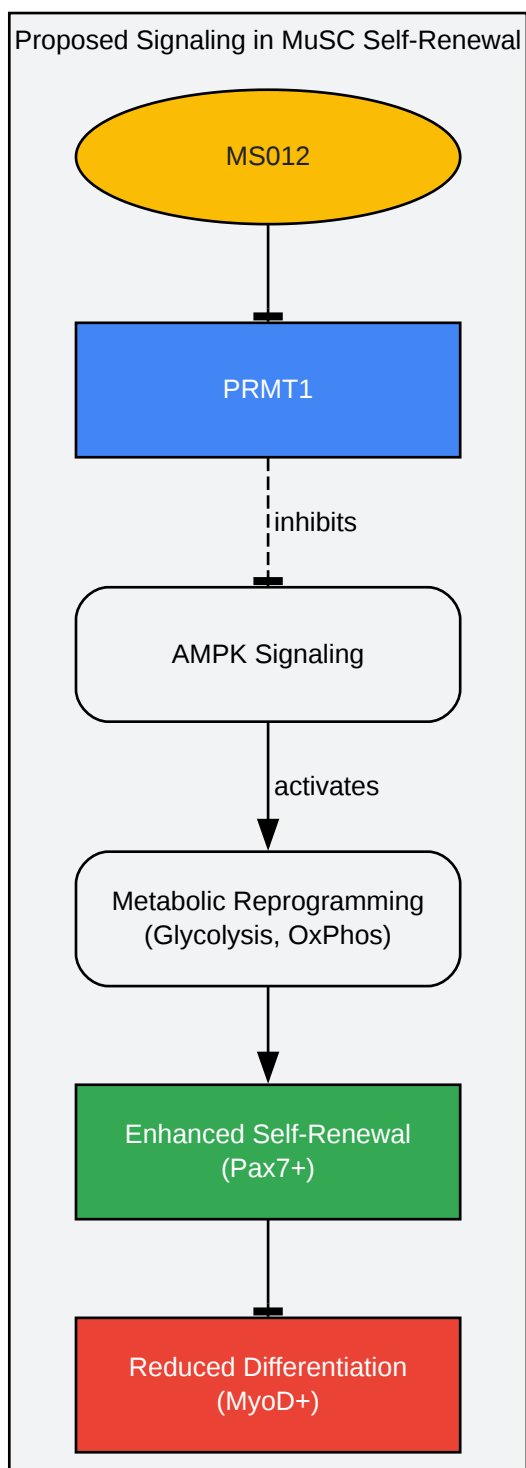 Proposed Signaling in MuSC Self-Renewal
MS012
PRMT1
inhibits
AMPK Signaling
activates
Metabolic Reprogramming
(Glycolysis, OxPhos)
Enhanced Self-Renewal
(Pax7+)
Reduced Differentiation
(MyoD+)